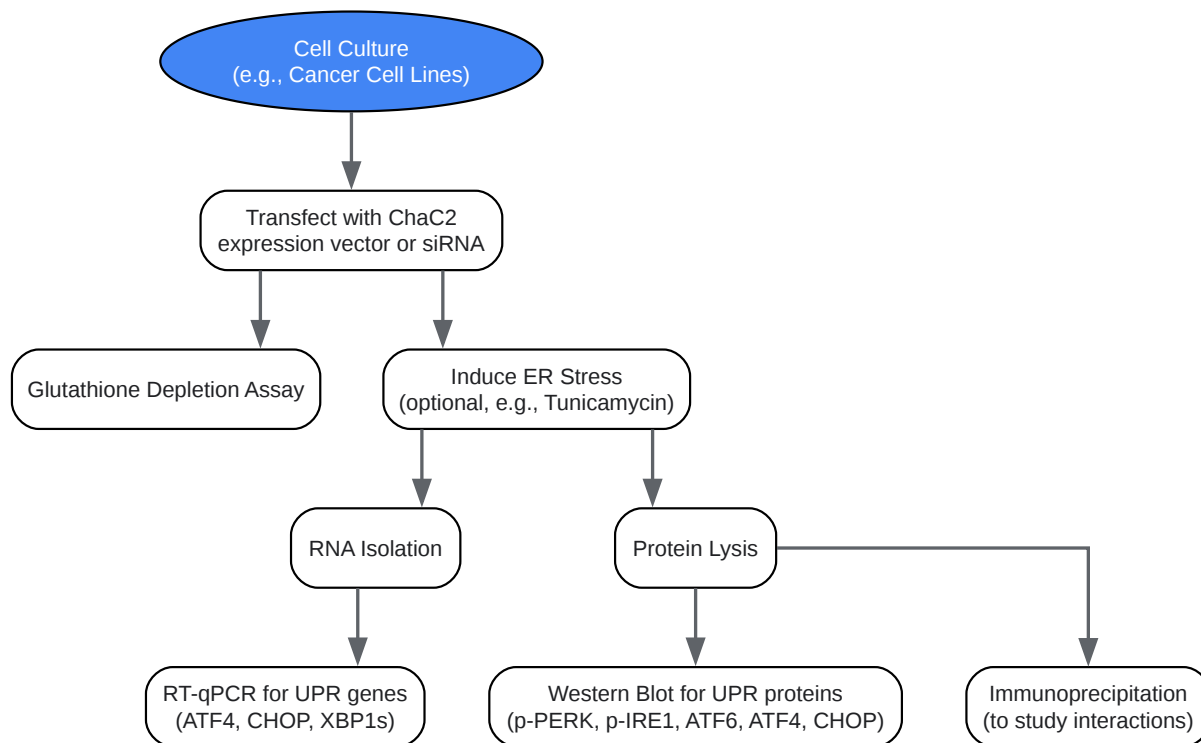 Cell Culture
(e.g., Cancer Cell Lines)
Transfect with ChaC2
expression vector or siRNA
Glutathione Depletion Assay
Induce ER Stress
(optional, e.g., Tunicamycin)
RNA Isolation
Protein Lysis
RT-qPCR for UPR genes
(ATF4, CHOP, XBP1s)
Western Blot for UPR proteins
(p-PERK, p-IRE1, ATF6, ATF4, CHOP)
Immunoprecipitation
(to study interactions)